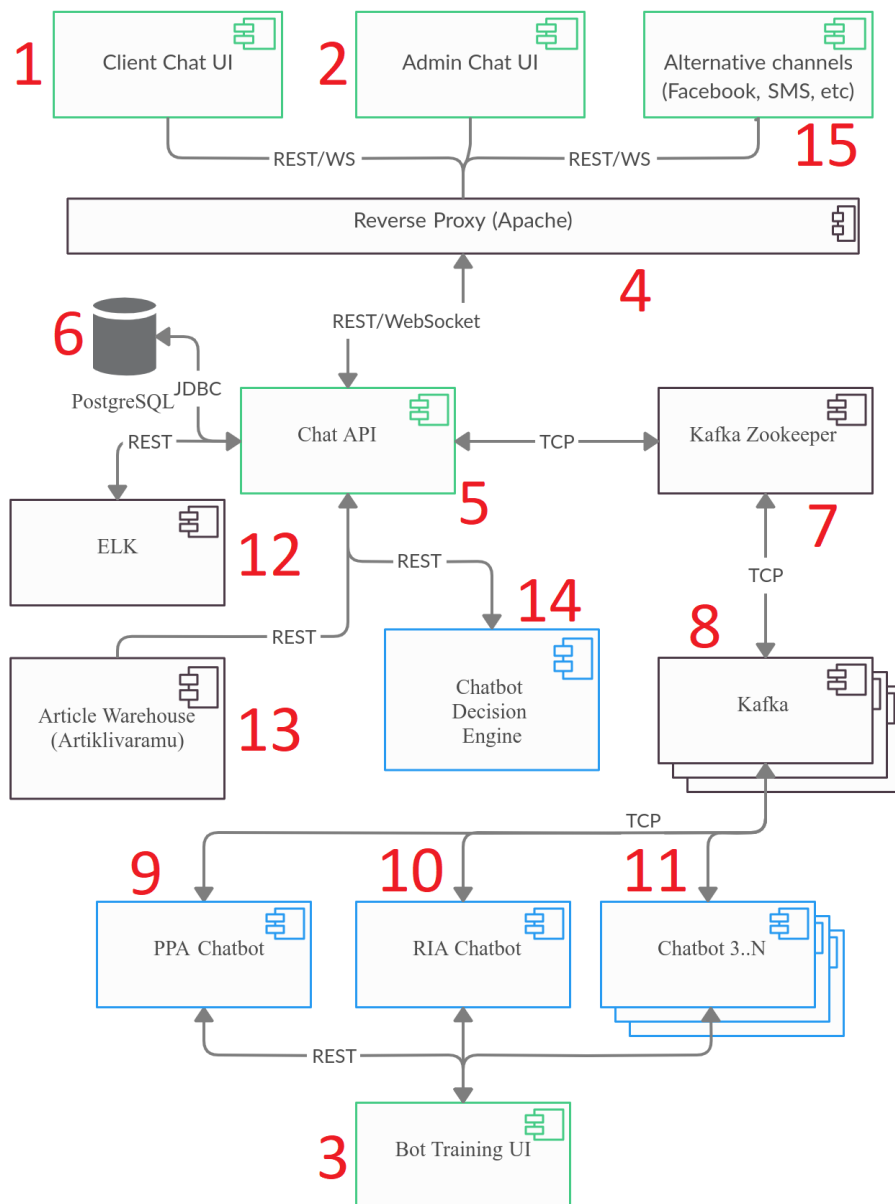 1
Client Chat UI
2
Admin Chat UI
Alternative channels
(Facebook, SMS, etc)
15
REST/WS
REST/WS
Reverse Proxy (Apache)
4
6
REST/WebSocket
PostgreSQL
JDBC
REST
Chat API
TCP
Kafka Zookeeper
5
7
ELK
12
REST
14
TCP
8
REST
Article Warehouse
(Artiklivaramu)
13
Chatbot
Decision
Engine
Kafka
TCP
9
10
11
PPA Chatbot
RIA Chatbot
Chatbot 3..N
REST
3
Bot Training UI